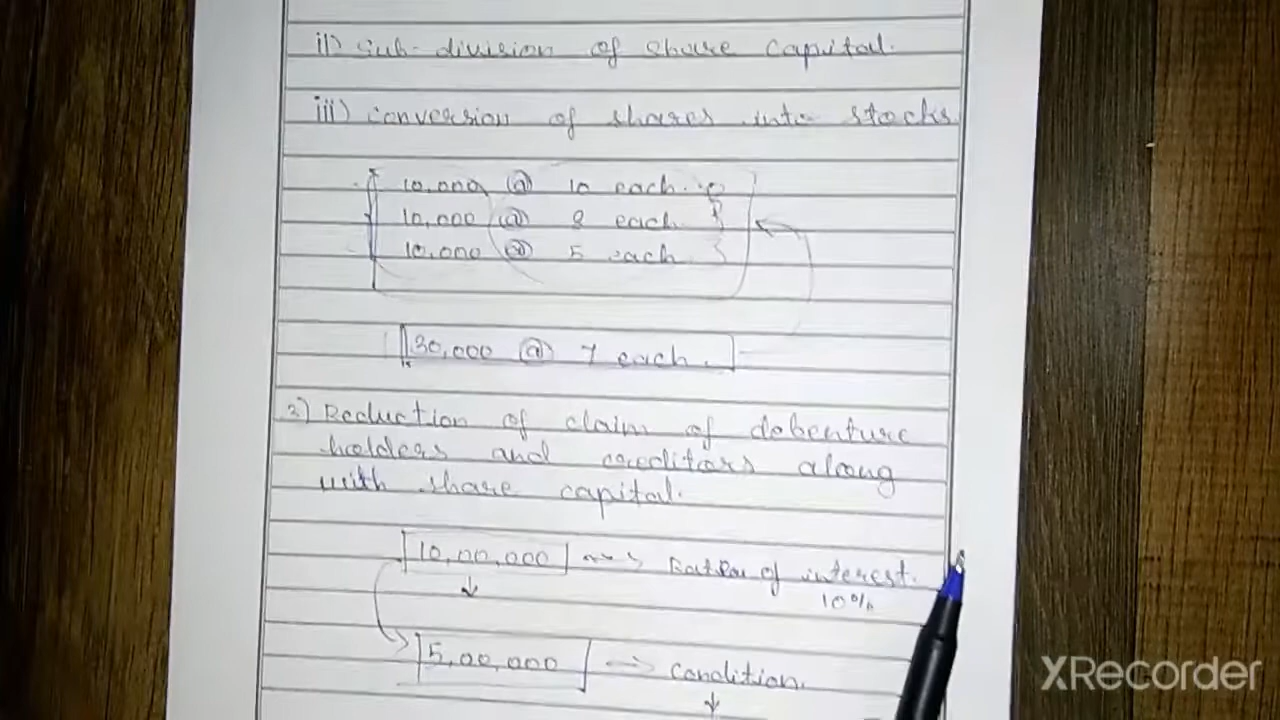 ii) Sub-division of share capital.
iii) Conversion of shares into stocks
10,000 @ 10 each.
10,000 @ 8 each.
10,000 @ 5 each.
30,000 @ 7 each.
2) Reduction of claim of debenture
holders and creditors along
with share capital.
10,00,000 → of interest.
10%
5,00,000 → condition.
↓
XRecorder